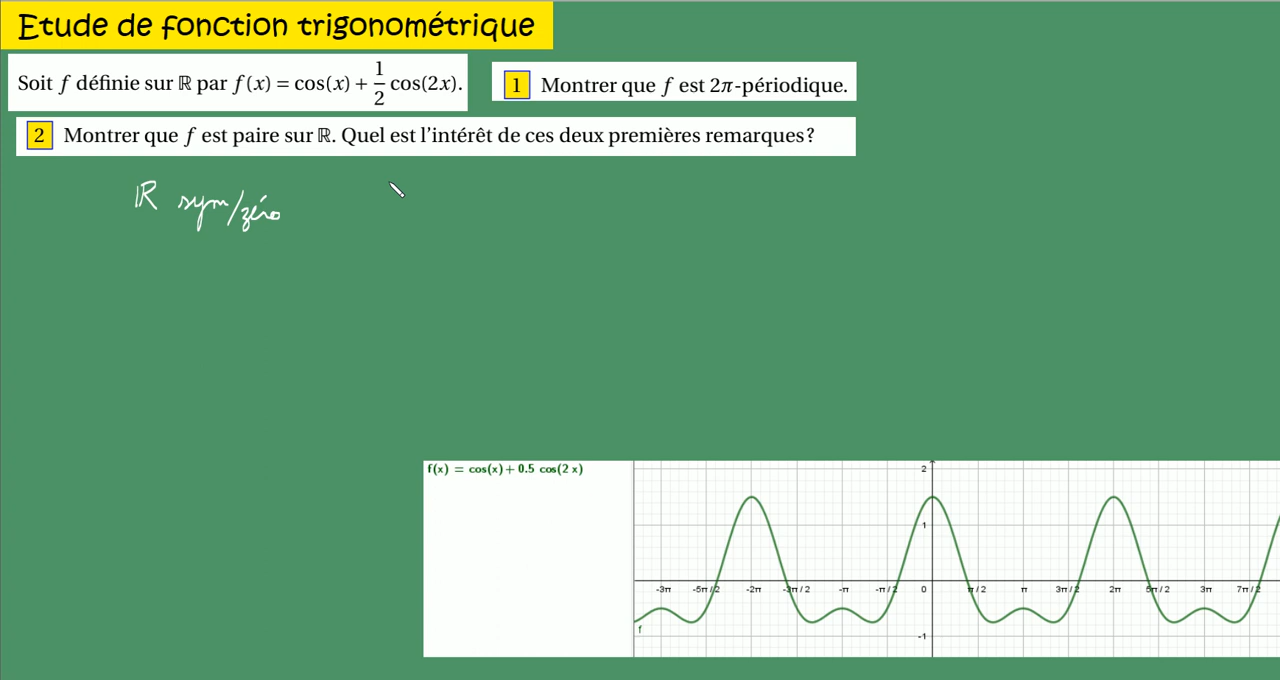 Etude de fonction trigonométrique
Soit f définie sur ℝ par f(x) = cos(x) + 1/2 cos(2x).
1 Montrer que f est 2π-périodique.
2 Montrer que f est paire sur ℝ. Quel est l'intérêt de ces deux premières remarques ?
ℝ sym/zéro
f(x) = cos(x) + 0.5 cos(2 x)
2
1
-3π -5π/2 -2π -3π/2 -π -π/2 0 π/2 π 3π/2 2π 5π/2 3π 7π/2
f
-1